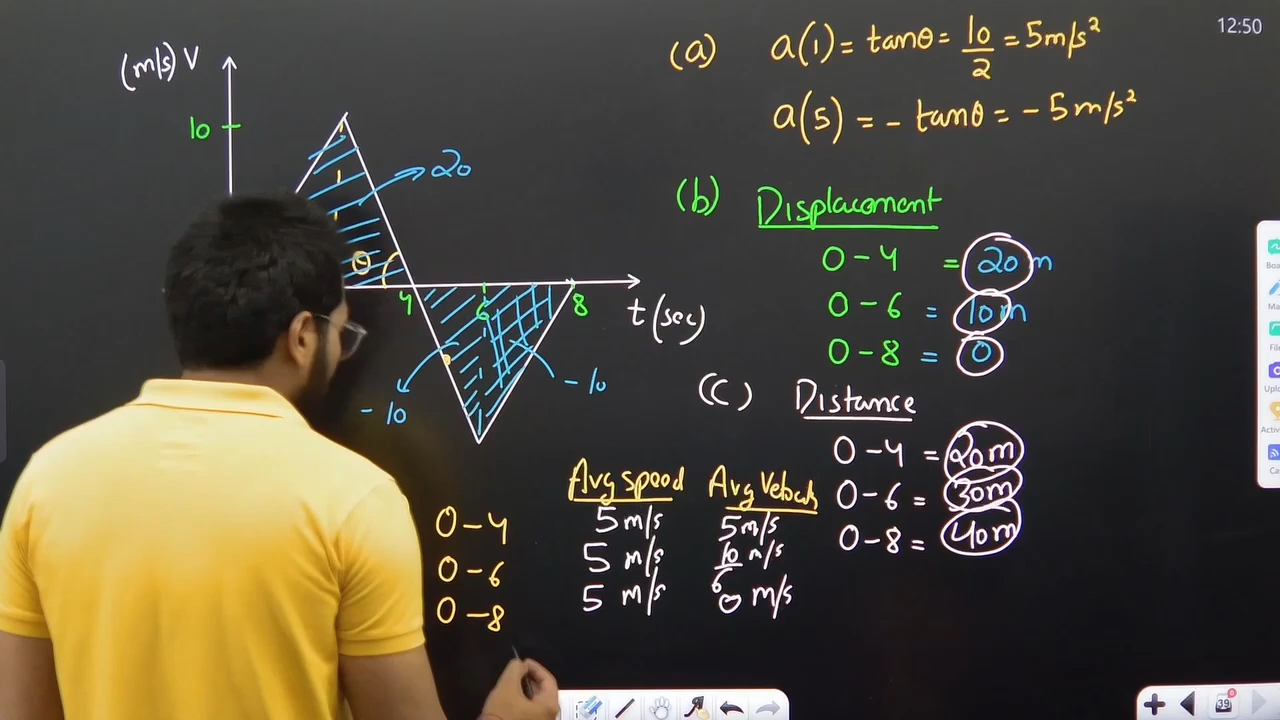 12:50
(m/s) V
10
20
θ
4
6
8
t (sec)
- 10
- 10
(a) a(1) = tanθ = 10/2 = 5m/s²
a(5) = - tanθ = - 5 m/s²
(b) Displacement
0 - 4 = 20 m
0 - 6 = 10 m
0 - 8 = 0
(C) Distance
0 - 4 = 20m
0 - 6 = 30m
0 - 8 = 40m
Avg speed Avg Velocity
0 - 4 5 m/s 5 m/s
0 - 6 5 m/s 10/6 m/s
0 - 8 5 m/s 0 m/s
39